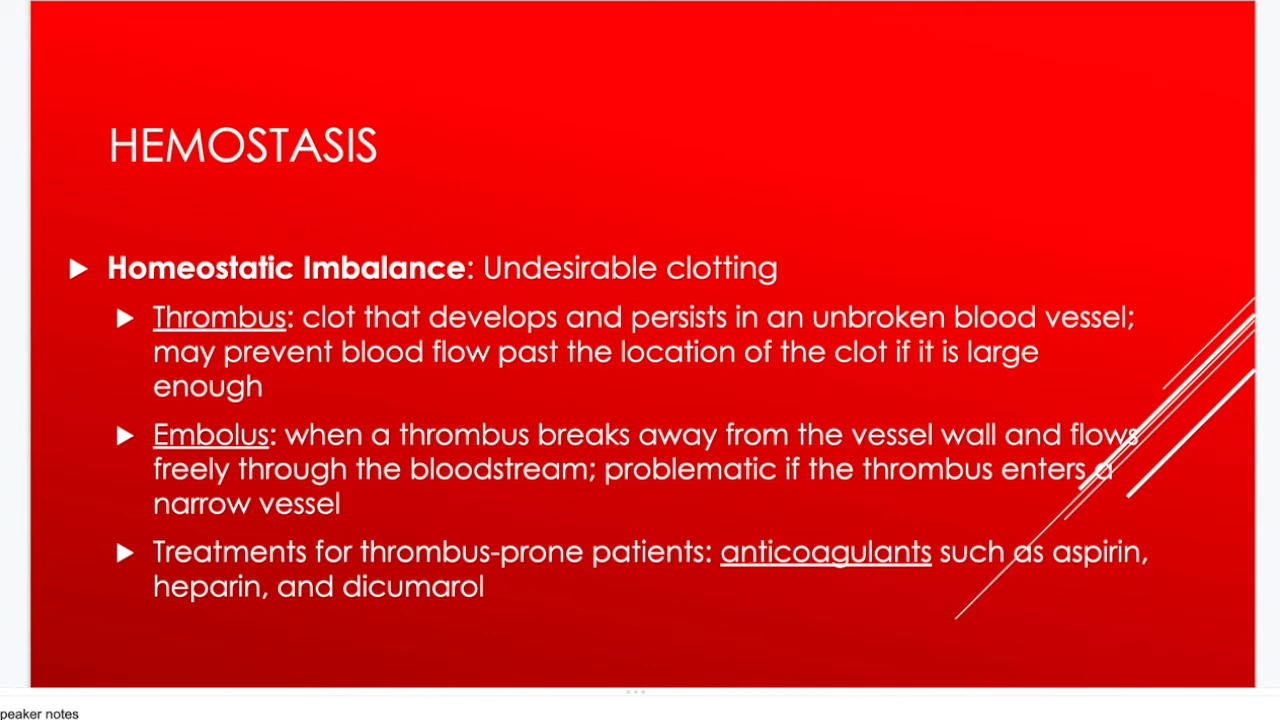 HEMOSTASIS
Homeostatic Imbalance: Undesirable clotting
Thrombus: clot that develops and persists in an unbroken blood vessel;
may prevent blood flow past the location of the clot if it is large
enough
Embolus: when a thrombus breaks away from the vessel wall and flows
freely through the bloodstream; problematic if the thrombus enters a
narrow vessel
Treatments for thrombus-prone patients: anticoagulants such as aspirin,
heparin, and dicumarol
peaker notes